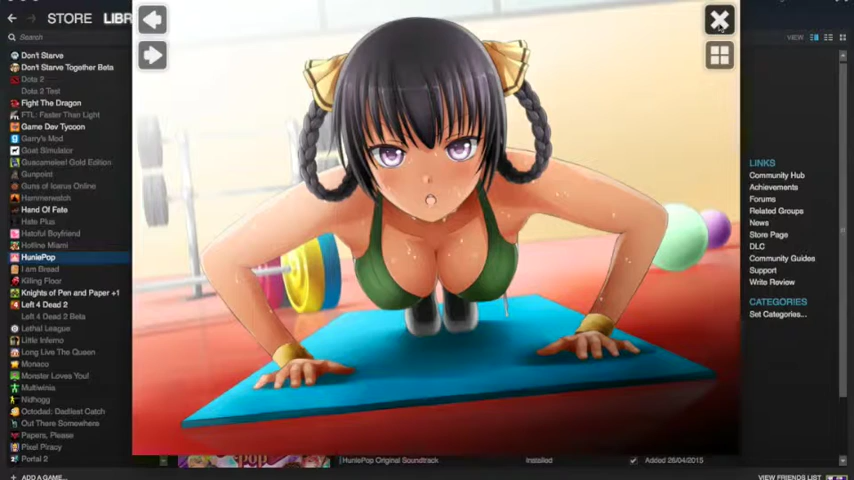 STORE LIBR
Search
VIEW
Don't Starve
Don't Starve Together Beta
Dota 2
Dota 2 Test
Fight The Dragon
FTL: Faster Than Light
Game Dev Tycoon
Garry's Mod
Goat Simulator
Guacamelee! Gold Edition
Gunpoint
Guns of Icarus Online
Hammerwatch
Hand Of Fate
Hate Plus
Hatoful Boyfriend
Hotline Miami
HuniePop
I am Bread
Killing Floor
Knights of Pen and Paper +1
Left 4 Dead 2
Left 4 Dead 2 Beta
Lethal League
Little Inferno
Long Live The Queen
Monaco
Monster Loves You!
Multiwinia
Nidhogg
Octodad: Dadliest Catch
Out There Somewhere
Papers, Please
Pixel Piracy
Portal 2
LINKS
Community Hub
Achievements
Forums
Related Groups
News
Store Page
DLC
Community Guides
Support
Write Review
CATEGORIES
Set Categories...
HuniePop Original Soundtrack Installed Added 26/04/2015
+ ADD A GAME...
VIEW FRIENDS LIST